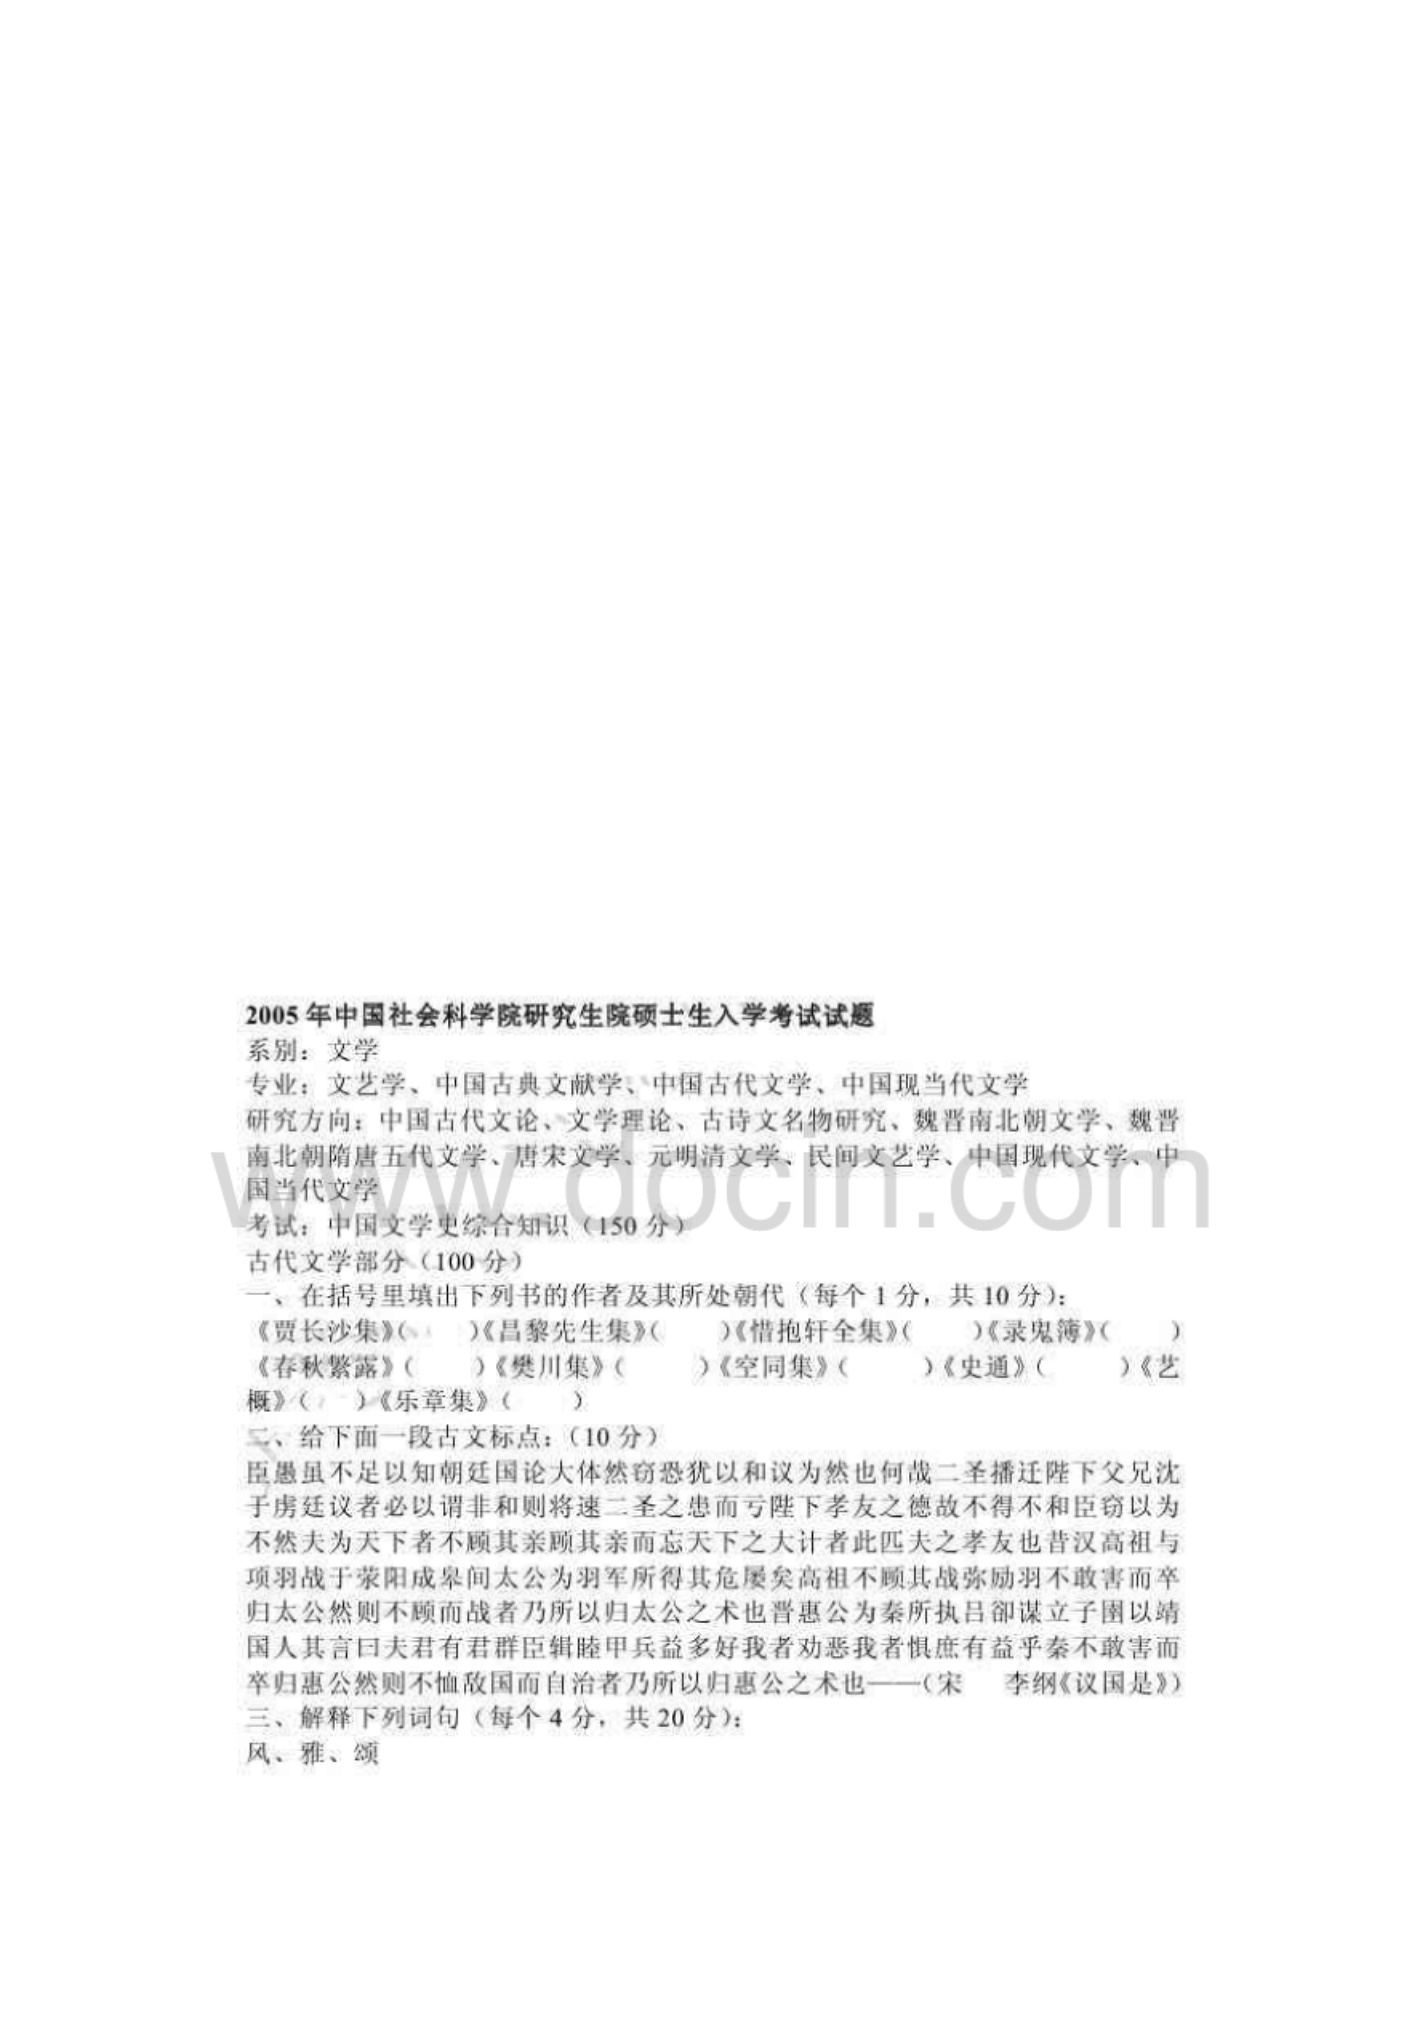 2005年中国社会科学院研究生院硕士生入学考试试题
系别：文学
专业：文艺学、中国古典文献学、中国古代文学、中国现当代文学
研究方向：中国古代文论、文学理论、古诗文名物研究、魏晋南北朝文学、魏晋
南北朝隋唐五代文学、唐宋文学、元明清文学、民间文艺学、中国现代文学、中
国当代文学
www.docin.com
考试：中国文学史综合知识（150分）
古代文学部分（100分）
一、在括号里填出下列书的作者及其所处朝代（每个1分，共10分）：
《贾长沙集》（　　）《昌黎先生集》（　　）《惜抱轩全集》（　　）《录鬼簿》（　　）
《春秋繁露》（　　）《樊川集》（　　）《空同集》（　　）《史通》（　　）《艺
概》（　　）《乐章集》（　　）
二、给下面一段古文标点：（10分）
臣愚虽不足以知朝廷国论大体然窃恐犹以和议为然也何哉二圣播迁陛下父兄沈
于虏廷议者必以谓非和则将速二圣之患而亏陛下孝友之德故不得不和臣窃以为
不然夫为天下者不顾其亲顾其亲而忘天下之大计者此匹夫之孝友也昔汉高祖与
项羽战于荥阳成皋间太公为羽军所得其危屡矣高祖不顾其战弥励羽不敢害而卒
归太公然则不顾而战者乃所以归太公之术也晋惠公为秦所执吕卻谋立子圉以靖
国人其言曰夫君有君群臣辑睦甲兵益多好我者劝恶我者惧庶有益乎秦不敢害而
卒归惠公然则不恤敌国而自治者乃所以归惠公之术也——（宋　李纲《议国是》）
三、解释下列词句（每个4分，共20分）：
风、雅、颂